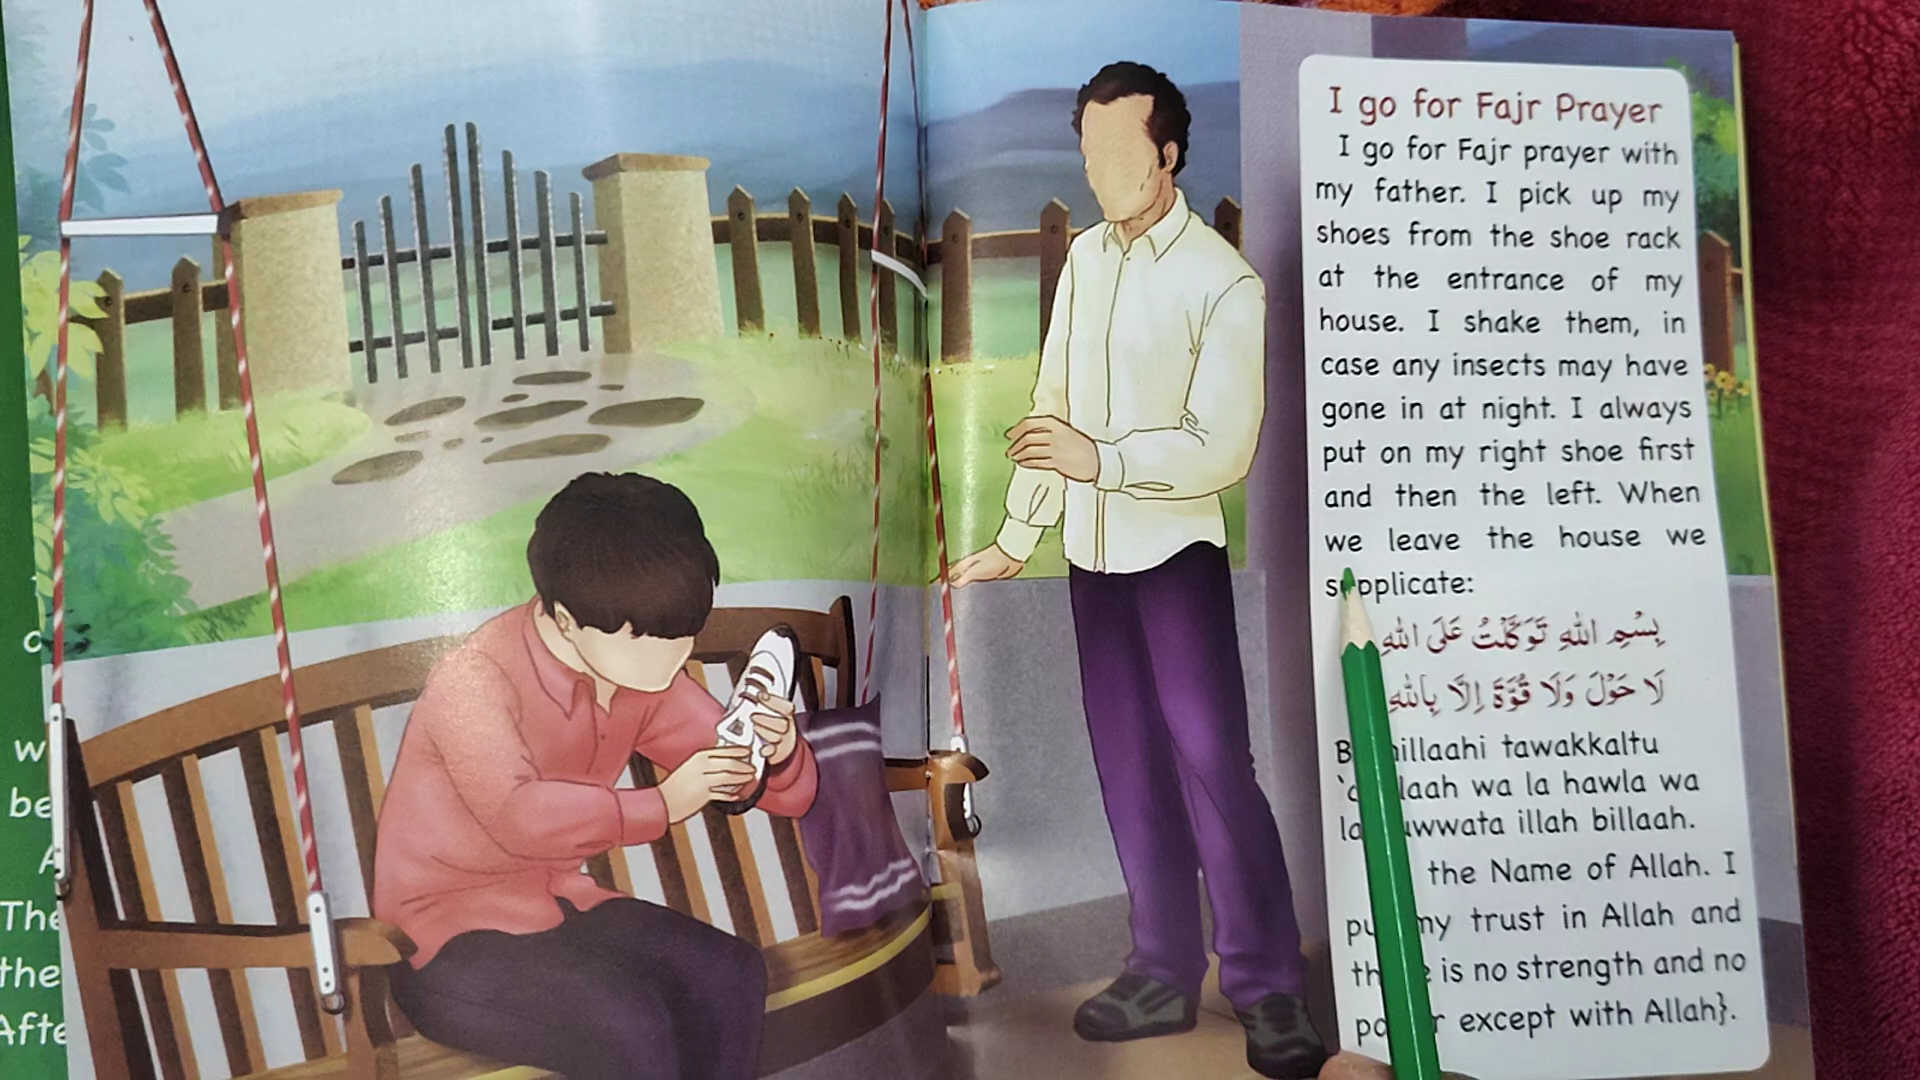 I go for Fajr Prayer
I go for Fajr prayer with
my father. I pick up my
shoes from the shoe rack
at the entrance of my
house. I shake them, in
case any insects may have
gone in at night. I always
put on my right shoe first
and then the left. When
we leave the house we
supplicate:
بِسْمِ اللهِ تَوَكَّلْتُ عَلَى اللهِ
لَا حَوْلَ وَلَا قُوَّةَ إِلَّا بِاللهِ
tawakkaltu
wa la hawla wa
illah billaah.
the Name of Allah. I
my trust in Allah and
is no strength and no
except with Allah}.
be
The
the